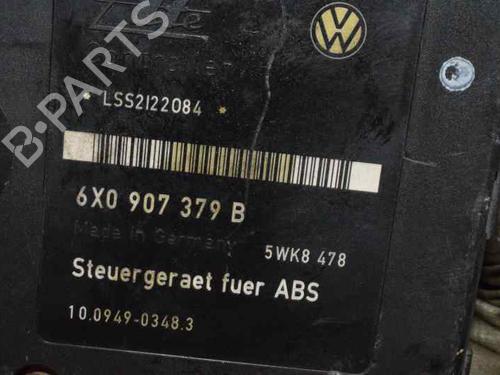 * LSS2122084 *
6X0 907 379 B
Made in Germany
5WK8 478
Steuergeraet fuer ABS
10.0949-0348.3
B-PARTS